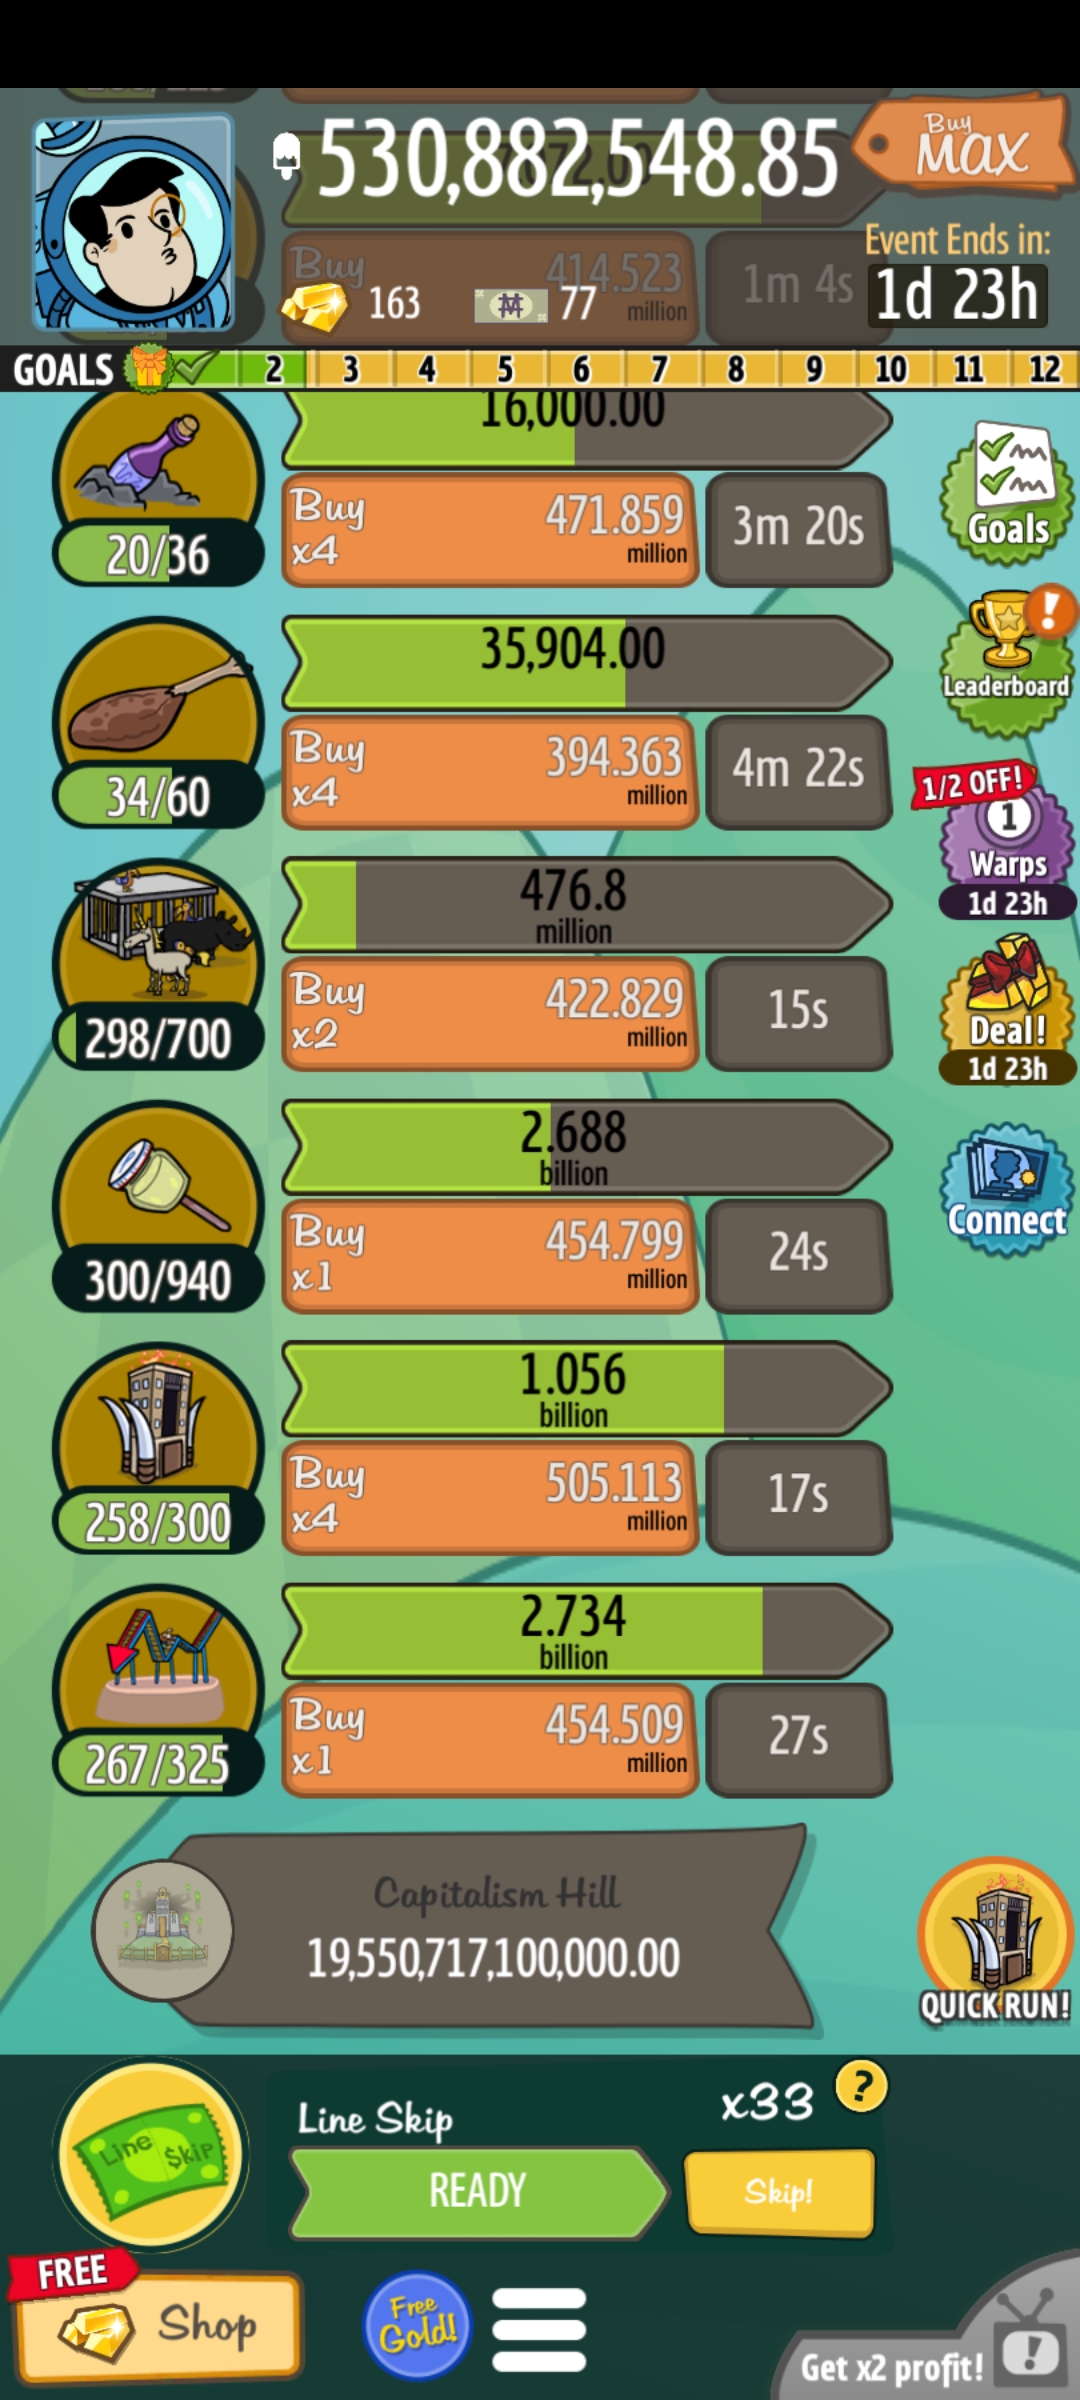 530,882,548.85
Buy
MAX
Buy
414.523
million
1m 4s
163
77
Event Ends in:
1d 23h
GOALS 2 3 4 5 6 7 8 9 10 11 12
16,000.00
Buy
x4
471.859
million
3m 20s
20/36
Goals
35,904.00
Buy
x4
394.363
million
4m 22s
34/60
Leaderboard
1/2 OFF!
1
Warps
1d 23h
476.8
million
Buy
x2
422.829
million
15s
298/700
Deal!
1d 23h
2.688
billion
Buy
x1
454.799
million
24s
300/940
Connect
1.056
billion
Buy
x4
505.113
million
17s
258/300
2.734
billion
Buy
x1
454.509
million
27s
267/325
Capitalism Hill
19,550,717,100,000.00
QUICK RUN!
Line $kip
Line Skip
x33
?
READY
Skip!
FREE
Shop
Free
Gold!
Get x2 profit!